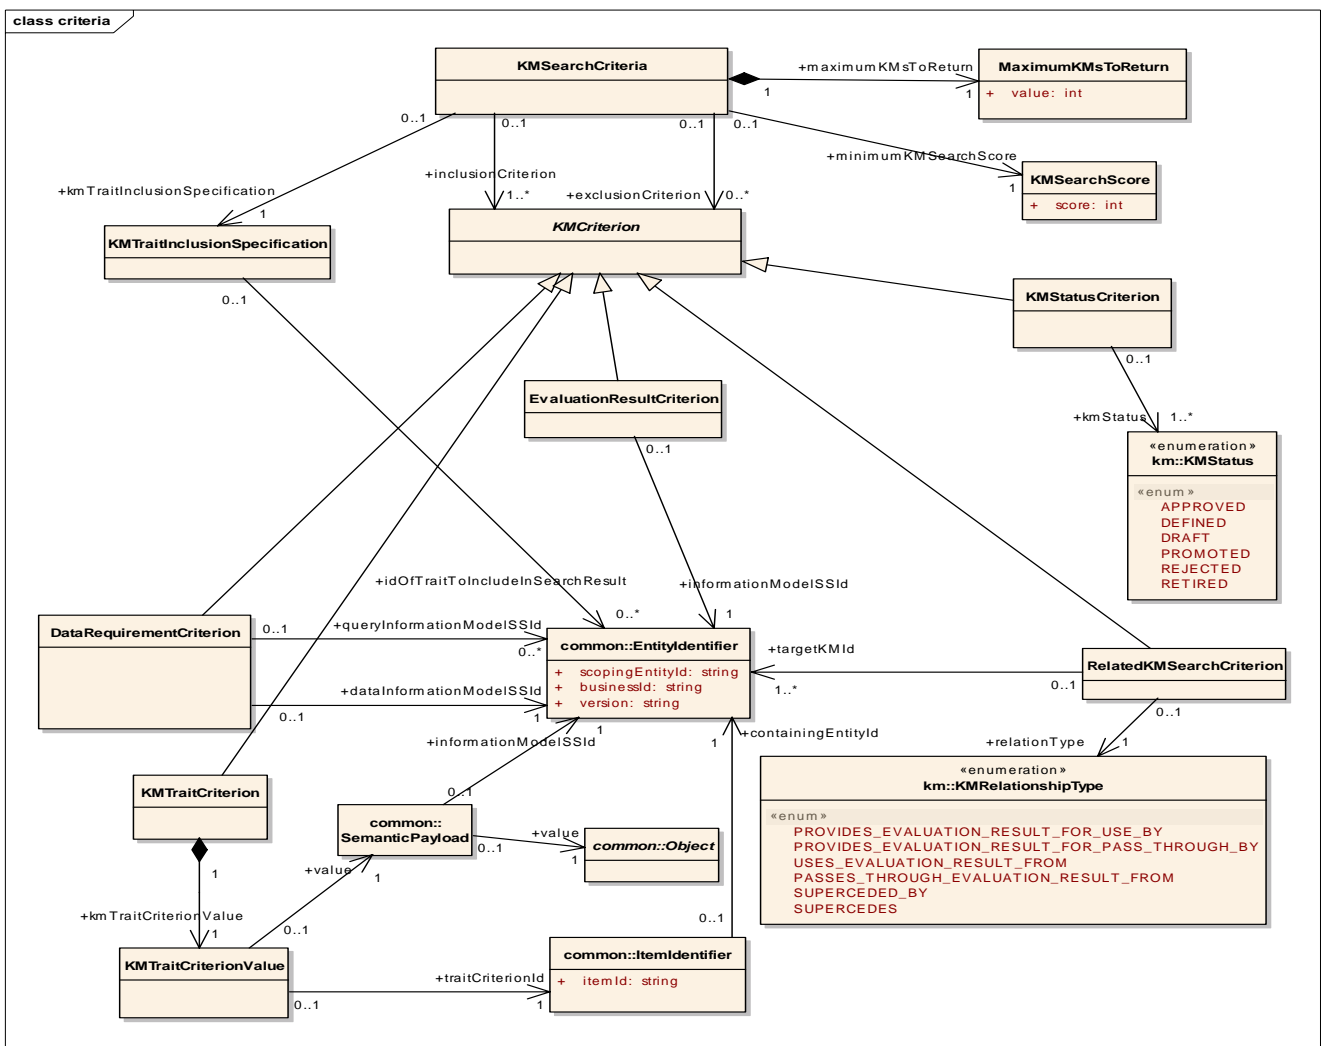 class criteria
KMSearchCriteria
+maximumKMsToReturn
1
1
MaximumKMsToReturn
+ value: int
0..1
0..1
0..1
0..1
+minimumKMSearchScore
1
KMSearchScore
+ score: int
+kmTraitInclusionSpecification
1
+inclusionCriterion
1..*
+exclusionCriterion
0..*
KMTraitInclusionSpecification
0..1
KMCriterion
KMStatusCriterion
0..1
+kmStatus
1..*
EvaluationResultCriterion
0..1
«enumeration»
km::KMStatus
«enum»
APPROVED
DEFINED
DRAFT
PROMOTED
REJECTED
RETIRED
+idOfTraitToIncludeInSearchResult
0..*
+informationModelSSId
1
DataRequirementCriterion
0..1
+queryInformationModelSSId
0..*
+dataInformationModelSSId
0..1
1
common::EntityIdentifier
+ scopingEntityId: string
+ businessId: string
+ version: string
+targetKMId
1..*
0..1
RelatedKMSearchCriterion
0..1
+relationType
1
+informationModelSSId
1
0..1
+containingEntityId
1
«enumeration»
km::KMRelationshipType
«enum»
PROVIDES_EVALUATION_RESULT_FOR_USE_BY
PROVIDES_EVALUATION_RESULT_FOR_PASS_THROUGH_BY
USES_EVALUATION_RESULT_FROM
PASSES_THROUGH_EVALUATION_RESULT_FROM
SUPERCEDED_BY
SUPERCEDES
KMTraitCriterion
1
+kmTraitCriterionValue
1
common::
SemanticPayload
0..1
+value
1
common::Object
+value
1
0..1
KMTraitCriterionValue
0..1
+traitCriterionId
1
0..1
common::ItemIdentifier
+ itemId: string